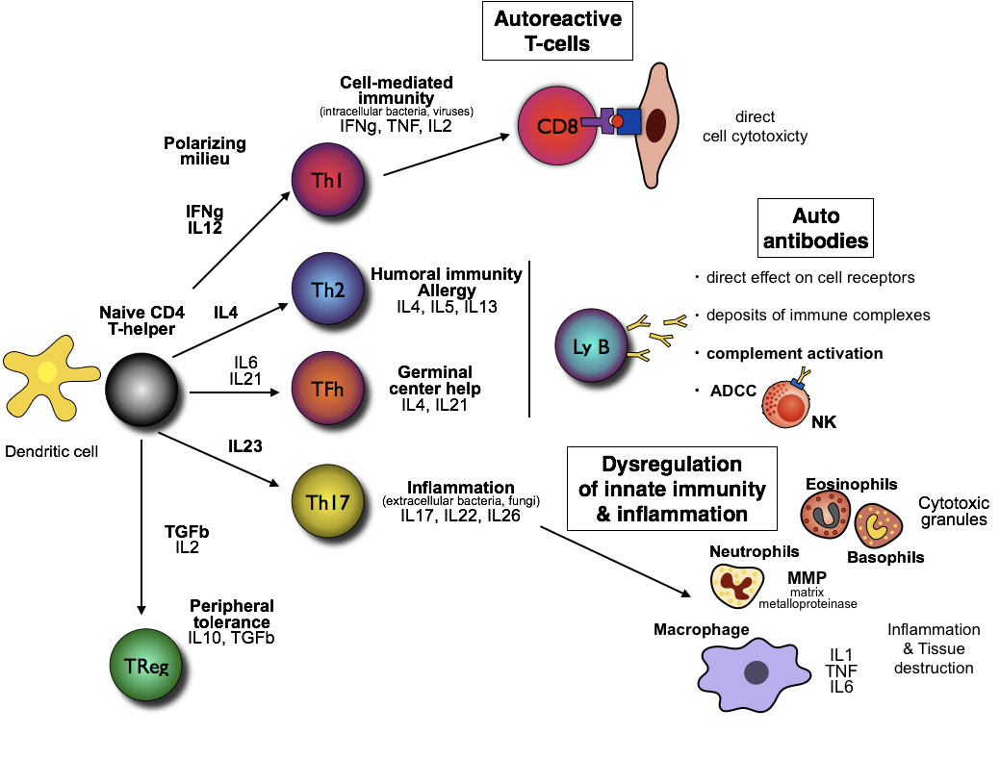 Autoreactive
T-cells
Cell-mediated
immunity
(intracellular bacteria, viruses)
IFNg, TNF, IL2
CD8
direct
cell cytotoxicty
Polarizing
milieu
Th1
IFNg
IL12
Auto
antibodies
Th2
Humoral immunity
Allergy
IL4, IL5, IL13
· direct effect on cell receptors
Naive CD4
T-helper
IL4
· deposits of immune complexes
Ly B
· complement activation
IL6
IL21
TFh
Germinal
center help
IL4, IL21
· ADCC
NK
Dendritic cell
IL23
Th17
Inflammation
(extracellular bacteria, fungi)
IL17, IL22, IL26
Dysregulation
of innate immunity
& inflammation
Eosinophils
Cytotoxic
granules
Basophils
TGFb
IL2
Neutrophils
MMP
matrix
metalloproteinase
Peripheral
tolerance
IL10, TGFb
TReg
Macrophage
IL1
TNF
IL6
Inflammation
& Tissue
destruction